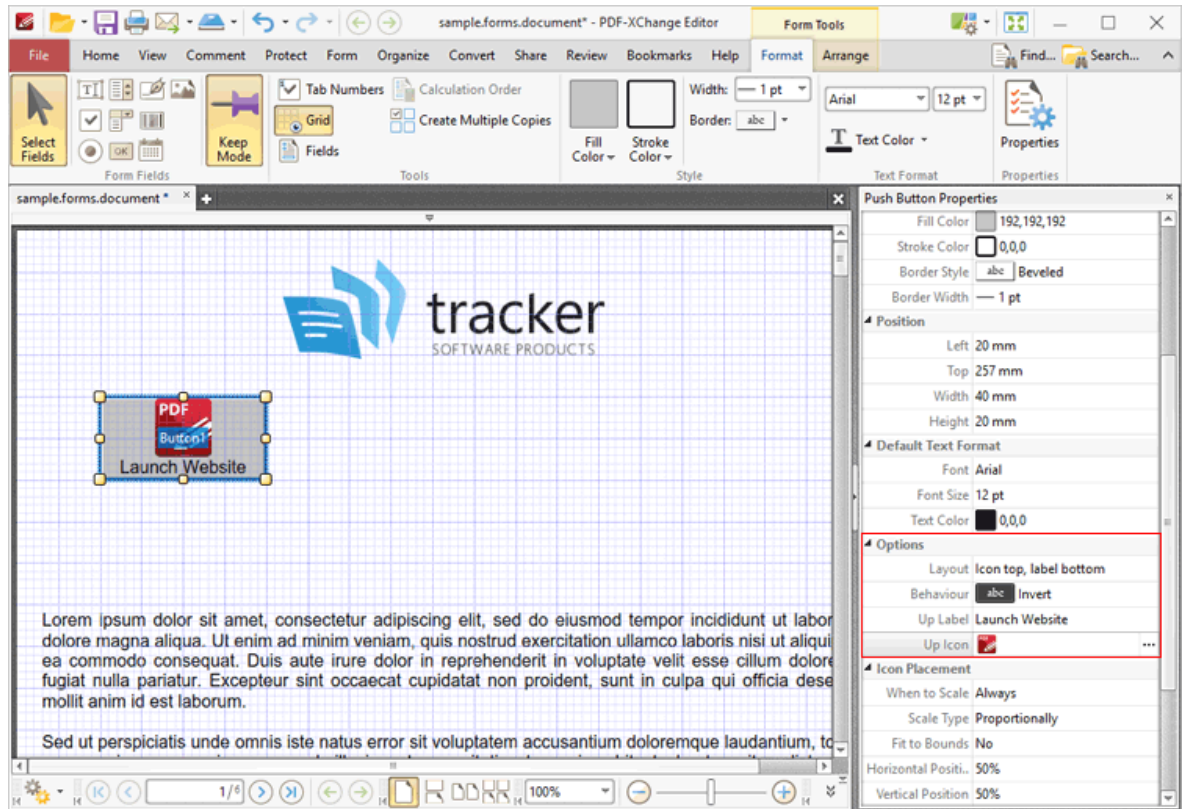 sample.forms.document* - PDF-XChange Editor
Form Tools
File Home View Comment Protect Form Organize Convert Share Review Bookmarks Help Format Arrange Find... Search...
Select Fields
OK
Keep Mode
Form Fields
Tab Numbers Calculation Order
Grid Create Multiple Copies
Fields
Tools
Fill Color
Stroke Color
Width: 1 pt
Border: abc
Style
Arial 12 pt
T Text Color
Text Format
Properties
Properties
sample.forms.document *
tracker
SOFTWARE PRODUCTS
PDF
Button1
Launch Website
Lorem ipsum dolor sit amet, consectetur adipiscing elit, sed do eiusmod tempor incididunt ut labor
dolore magna aliqua. Ut enim ad minim veniam, quis nostrud exercitation ullamco laboris nisi ut aliqui
ea commodo consequat. Duis aute irure dolor in reprehenderit in voluptate velit esse cillum dolore
fugiat nulla pariatur. Excepteur sint occaecat cupidatat non proident, sunt in culpa qui officia dese
mollit anim id est laborum.
Sed ut perspiciatis unde omnis iste natus error sit voluptatem accusantium doloremque laudantium, to
1/6
100%
Push Button Properties
Fill Color 192,192,192
Stroke Color 0,0,0
Border Style abc Beveled
Border Width 1 pt
Position
Left 20 mm
Top 257 mm
Width 40 mm
Height 20 mm
Default Text Format
Font Arial
Font Size 12 pt
Text Color 0,0,0
Options
Layout Icon top, label bottom
Behaviour abc Invert
Up Label Launch Website
Up Icon ...
Icon Placement
When to Scale Always
Scale Type Proportionally
Fit to Bounds No
Horizontal Positi.. 50%
Vertical Position 50%